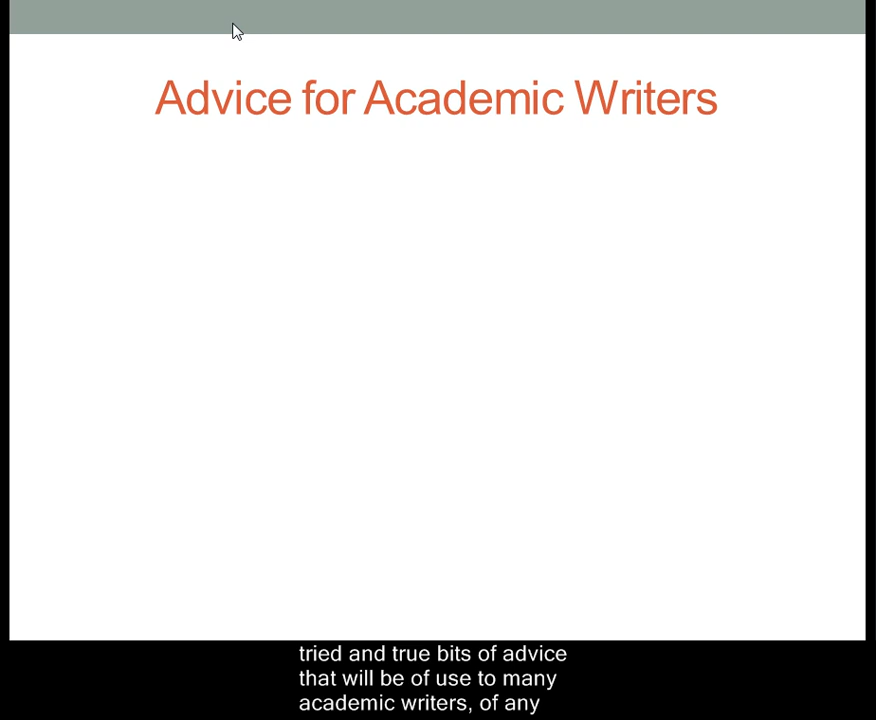 Advice for Academic Writers
tried and true bits of advice
that will be of use to many
academic writers, of any